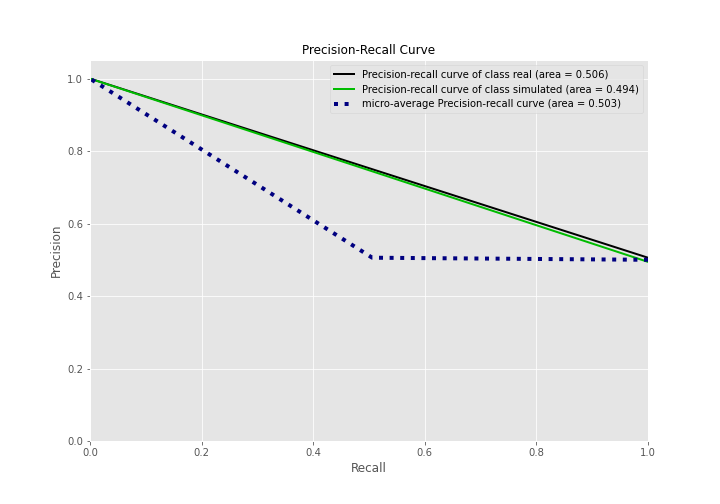 Precision-Recall Curve
Precision-recall curve of class real (area = 0.506)
Precision-recall curve of class simulated (area = 0.494)
micro-average Precision-recall curve (area = 0.503)
Precision
1.0
0.8
0.6
0.4
0.2
0.0
0.0 0.2 0.4 0.6 0.8 1.0
Recall